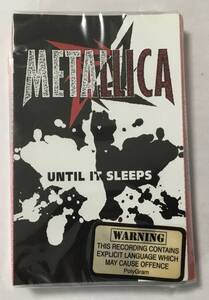 METALLICA
UNTIL IT SLEEPS
WARNING
THIS RECORDING CONTAINS
EXPLICIT LANGUAGE WHICH
MAY CAUSE OFFENCE
PolyGram